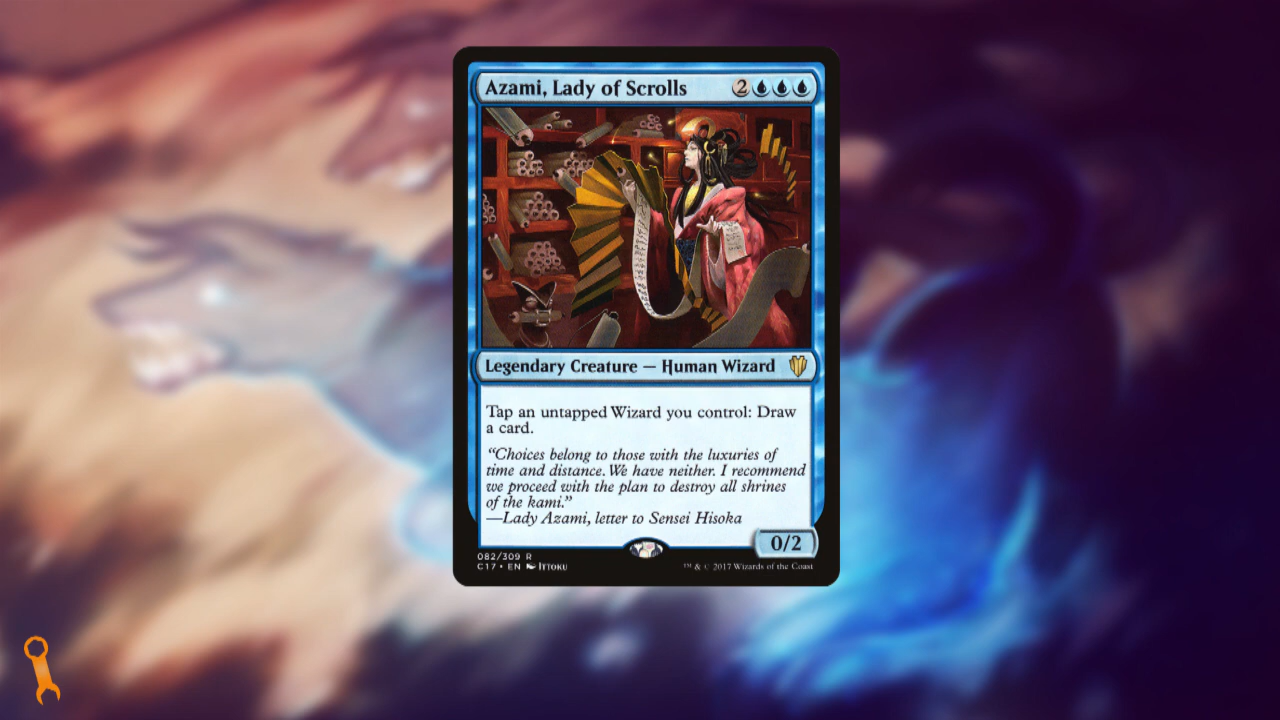 Azami, Lady of Scrolls 2
Legendary Creature — Human Wizard
Tap an untapped Wizard you control: Draw
a card.
“Choices belong to those with the luxuries of
time and distance. We have neither. I recommend
we proceed with the plan to destroy all shrines
of the kami.”
—Lady Azami, letter to Sensei Hisoka
0/2
082/309 R
C17 • EN Ittoku
™ & © 2017 Wizards of the Coast